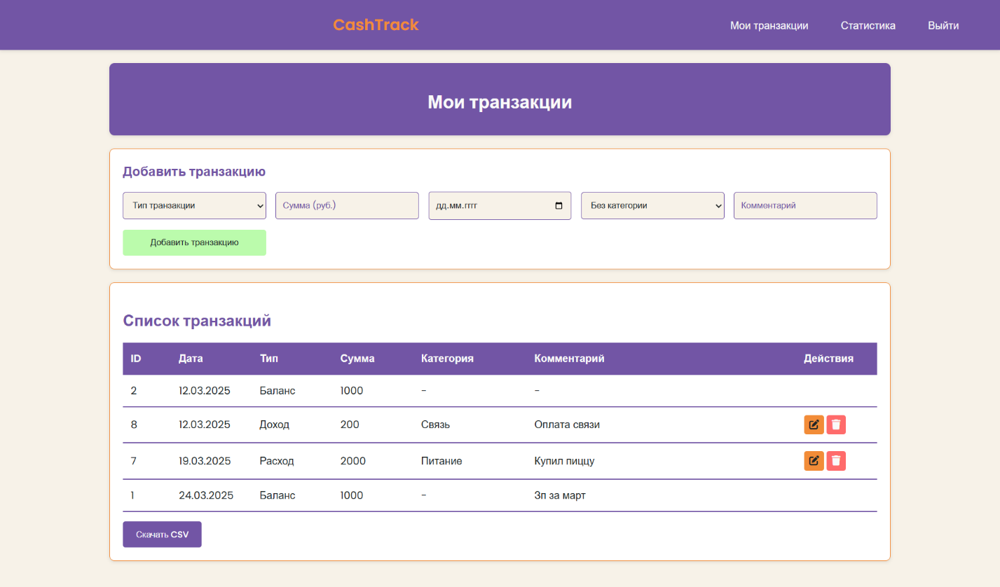 CashTrack Мои транзакции Статистика Выйти
Мои транзакции
Добавить транзакцию
Тип транзакции Сумма (руб.) дд.мм.гггг Без категории Комментарий
Добавить транзакцию
Список транзакций
ID Дата Тип Сумма Категория Комментарий Действия
2 12.03.2025 Баланс 1000 - -
8 12.03.2025 Доход 200 Связь Оплата связи
7 19.03.2025 Расход 2000 Питание Купил пиццу
1 24.03.2025 Баланс 1000 - Зп за март
Скачать CSV